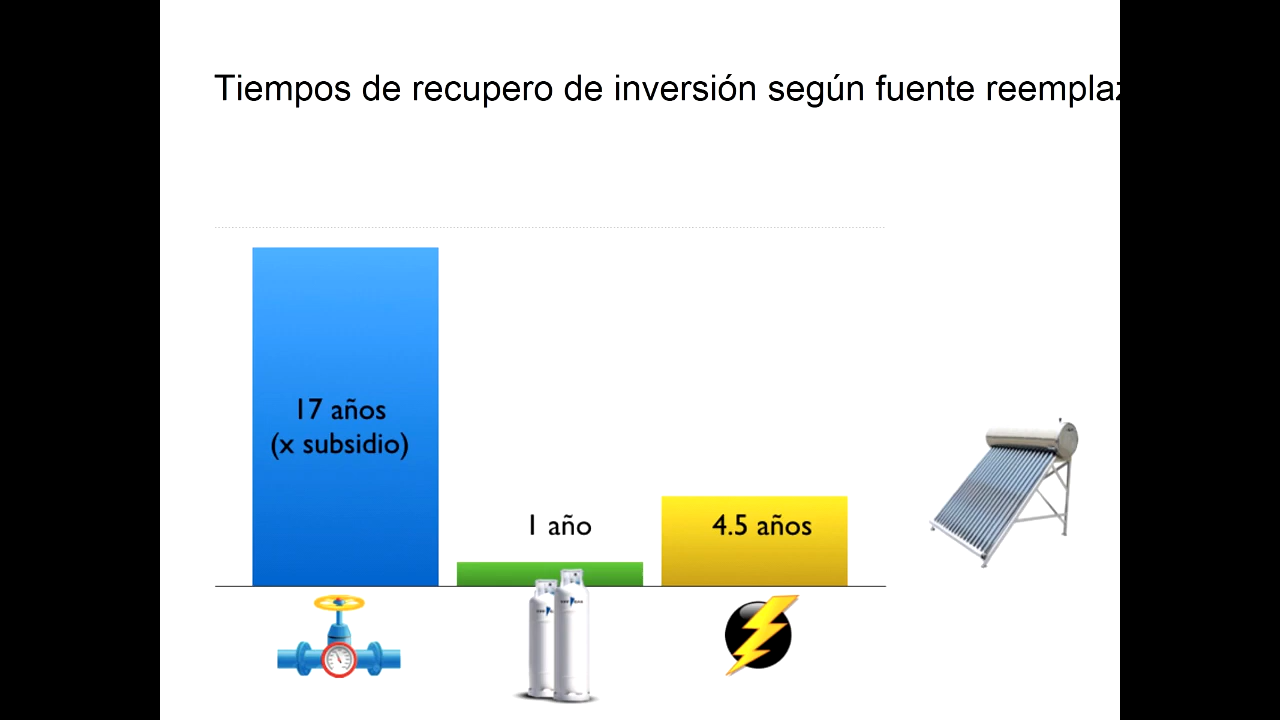 Tiempos de recupero de inversión según fuente reemplaz
17 años
(x subsidio)
1 año
4.5 años